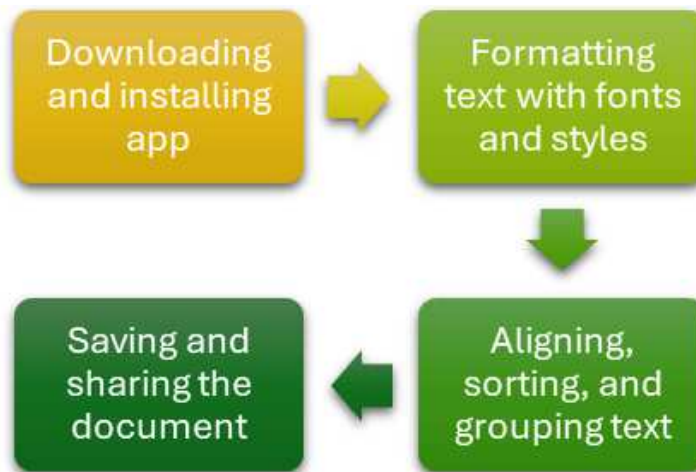 Downloading
and installing
app
Formatting
text with fonts
and styles
Aligning,
sorting, and
grouping text
Saving and
sharing the
document